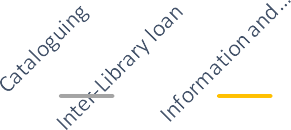 Cataloguing
Inter-Library loan
Information and ...